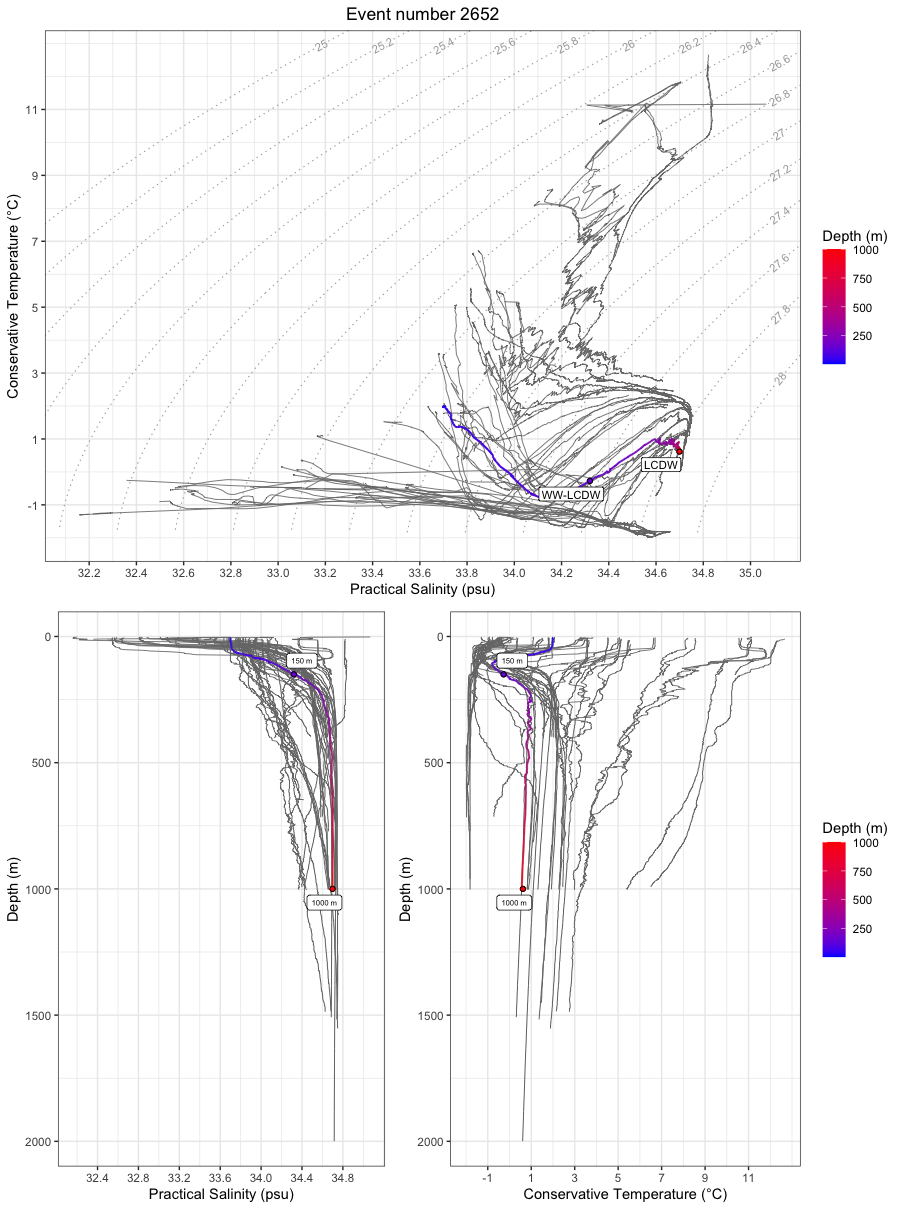 Event number 2652
25
25.2
25.4
25.6
25.8
26
26.2
26.4
26.6
26.8
27
27.2
27.4
27.6
27.8
28
11
9
7
5
3
1
-1
Conservative Temperature (°C)
LCDW
WW-LCDW
32.2 32.4 32.6 32.8 33.0 33.2 33.4 33.6 33.8 34.0 34.2 34.4 34.6 34.8 35.0
Practical Salinity (psu)
Depth (m)
1000
750
500
250
0
500
1000
1500
2000
Depth (m)
150 m
1000 m
32.4 32.8 33.2 33.6 34.0 34.4 34.8
Practical Salinity (psu)
0
500
1000
1500
2000
Depth (m)
150 m
1000 m
-1 1 3 5 7 9 11
Conservative Temperature (°C)
Depth (m)
1000
750
500
250